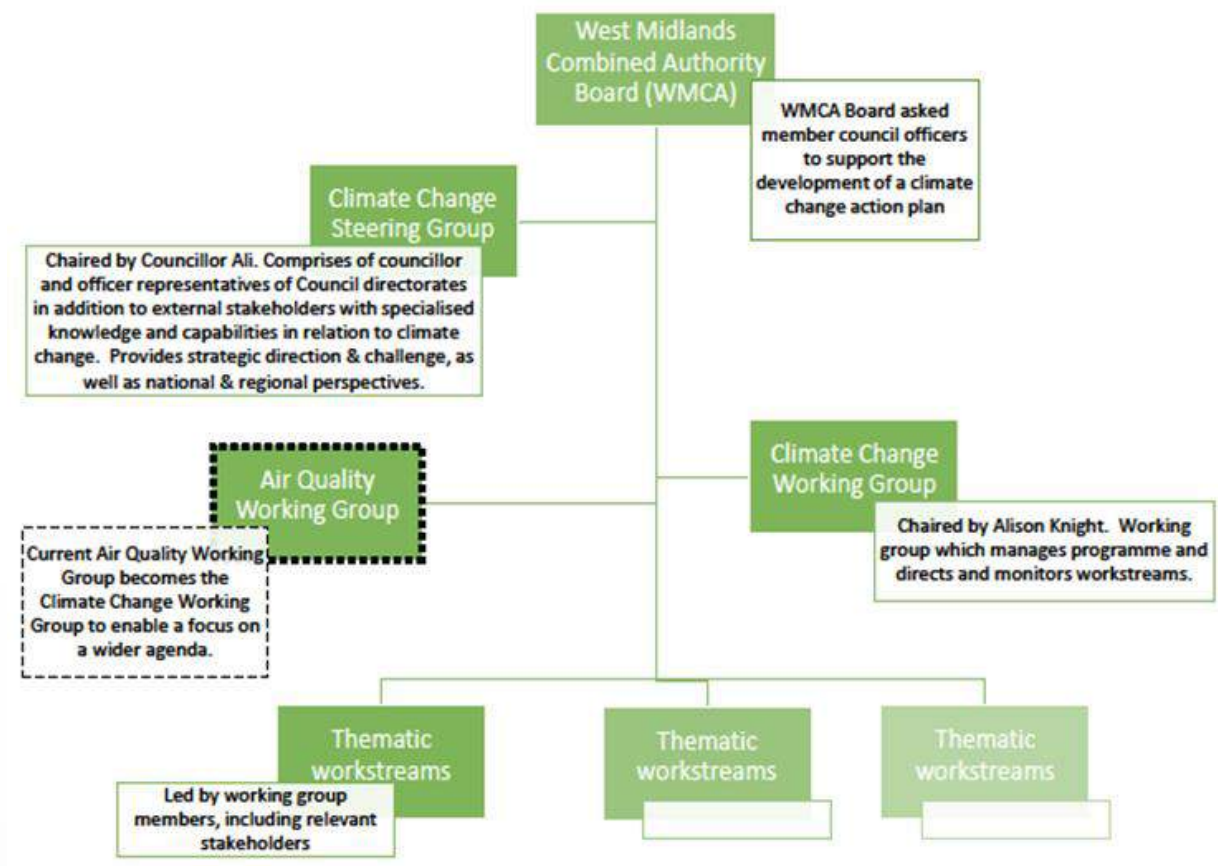 West Midlands
Combined Authority
Board (WMCA)
WMCA Board asked
member council officers
to support the
development of a climate
change action plan
Climate Change
Steering Group
Chaired by Councillor Ali. Comprises of councillor
and officer representatives of Council directorates
in addition to external stakeholders with specialised
knowledge and capabilities in relation to climate
change. Provides strategic direction & challenge, as
well as national & regional perspectives.
Air Quality
Working Group
Current Air Quality Working
Group becomes the
Climate Change Working
Group to enable a focus on
a wider agenda.
Climate Change
Working Group
Chaired by Alison Knight. Working
group which manages programme and
directs and monitors workstreams.
Thematic
workstreams
Led by working group
members, including relevant
stakeholders
Thematic
workstreams
Thematic
workstreams